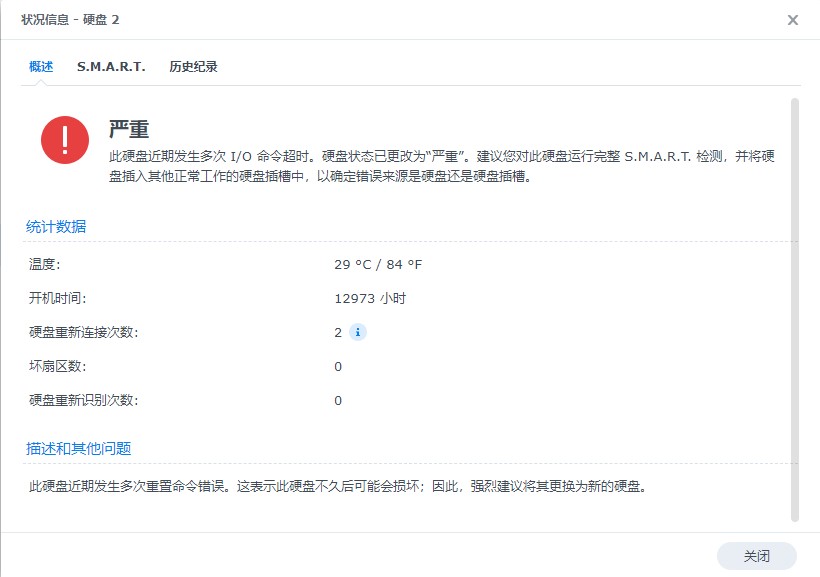 状况信息 - 硬盘 2
概述 S.M.A.R.T. 历史纪录
严重
此硬盘近期发生多次 I/O 命令超时。硬盘状态已更改为“严重”。建议您对此硬盘运行完整 S.M.A.R.T. 检测，并将硬
盘插入其他正常工作的硬盘插槽中，以确定错误来源是硬盘还是硬盘插槽。
统计数据
温度: 29 ºC / 84 ºF
开机时间: 12973 小时
硬盘重新连接次数: 2
坏扇区数: 0
硬盘重新识别次数: 0
描述和其他问题
此硬盘近期发生多次重置命令错误。这表示此硬盘不久后可能会损坏；因此，强烈建议将其更换为新的硬盘。
关闭